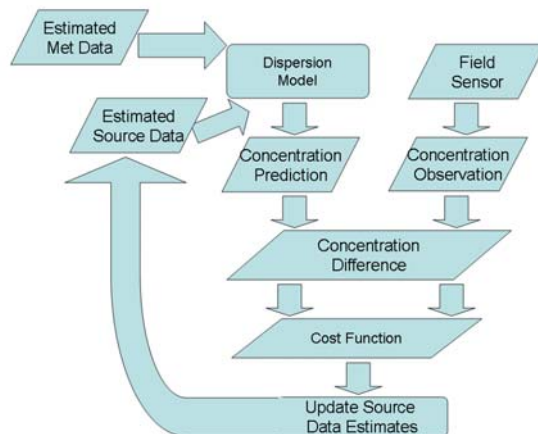 Estimated
Met Data
Dispersion
Model
Field
Sensor
Estimated
Source Data
Concentration
Prediction
Concentration
Observation
Concentration
Difference
Cost Function
Update Source
Data Estimates